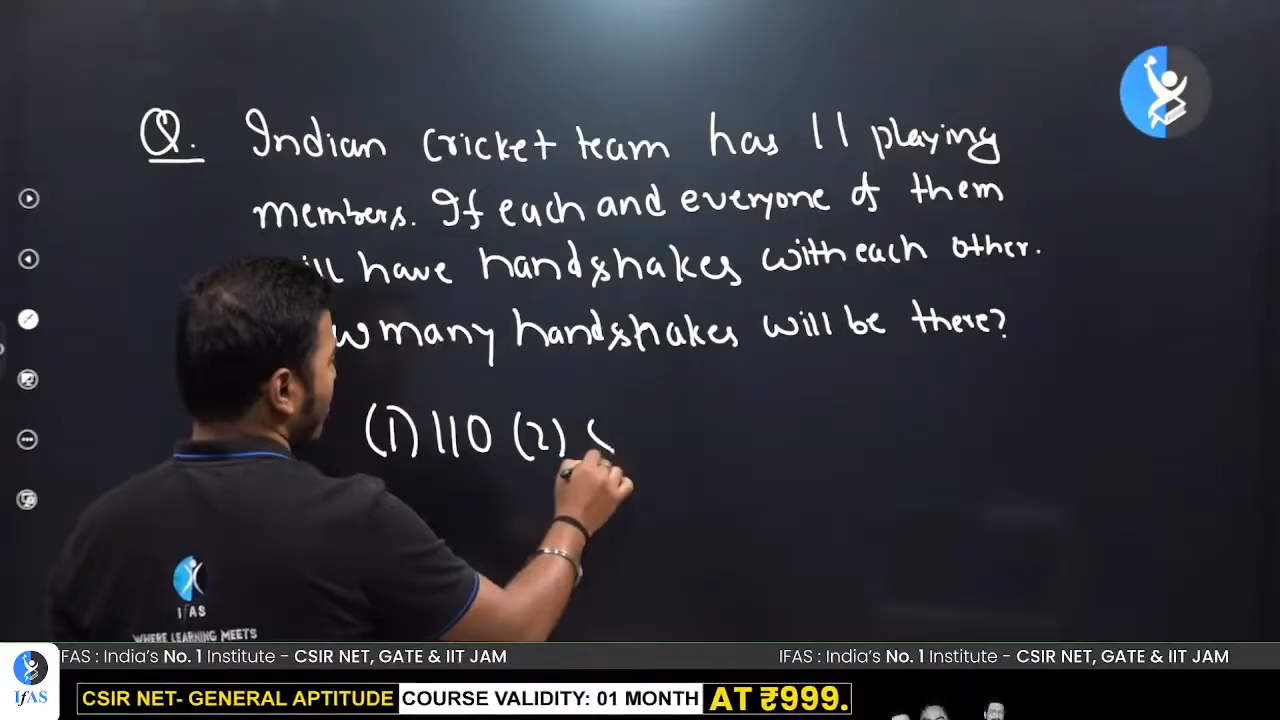 Q. Indian cricket team has 11 playing
members. If each and everyone of them
have handshakes with each other.
many handshakes will be there?
(1) 110 (2)
IfAS
WHERE LEARNING MEETS
IFAS : India's No. 1 Institute - CSIR NET, GATE & IIT JAM
IFAS : India's No. 1 Institute - CSIR NET, GATE & IIT JAM
IfAS
CSIR NET- GENERAL APTITUDE COURSE VALIDITY: 01 MONTH AT ₹999.